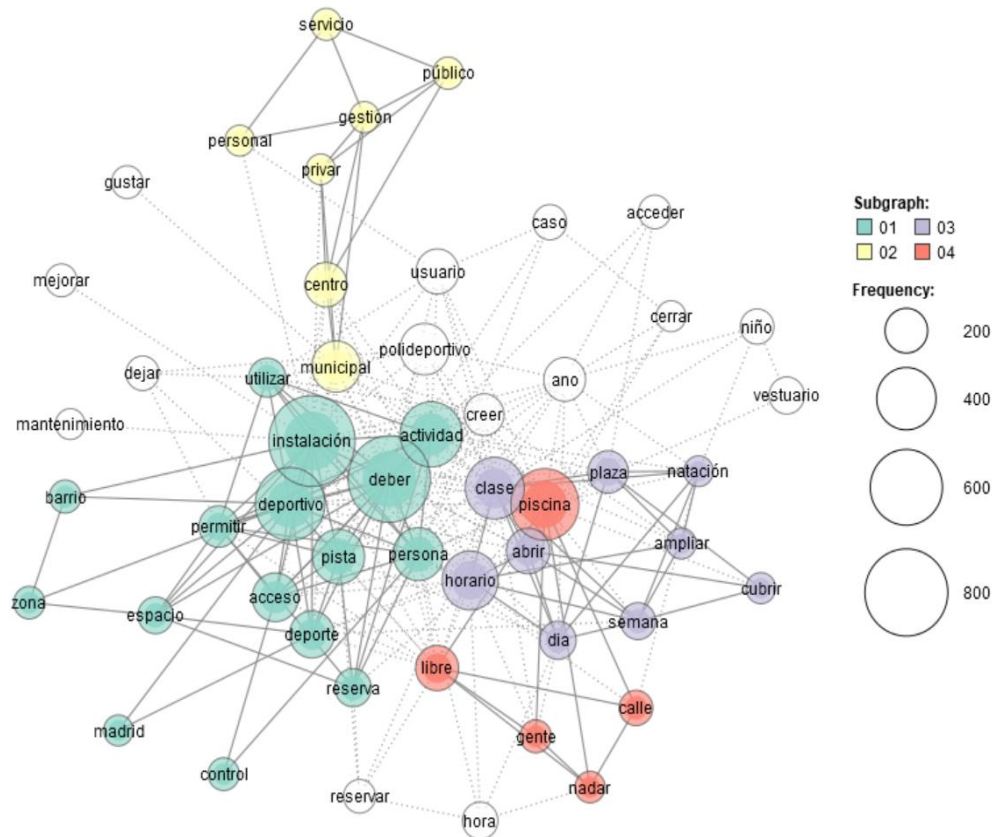 servicio
público
gestión
personal
privar
gustar
caso
acceder
Subgraph:
01 03
02 04
usuario
mejorar
centro
Frequency:
cerrar
niño
200
polideportivo
dejar
municipal
utilizar
ano
vestuario
400
mantenimiento
creer
instalación
actividad
deber
clase
plaza
natación
barrio
deportivo
piscina
600
permitir
pista
persona
abrir
ampliar
horario
cubrir
zona
espacio
acceso
800
deporte
semana
dia
libre
reserva
calle
madrid
gente
control
reservar
nadar
hora